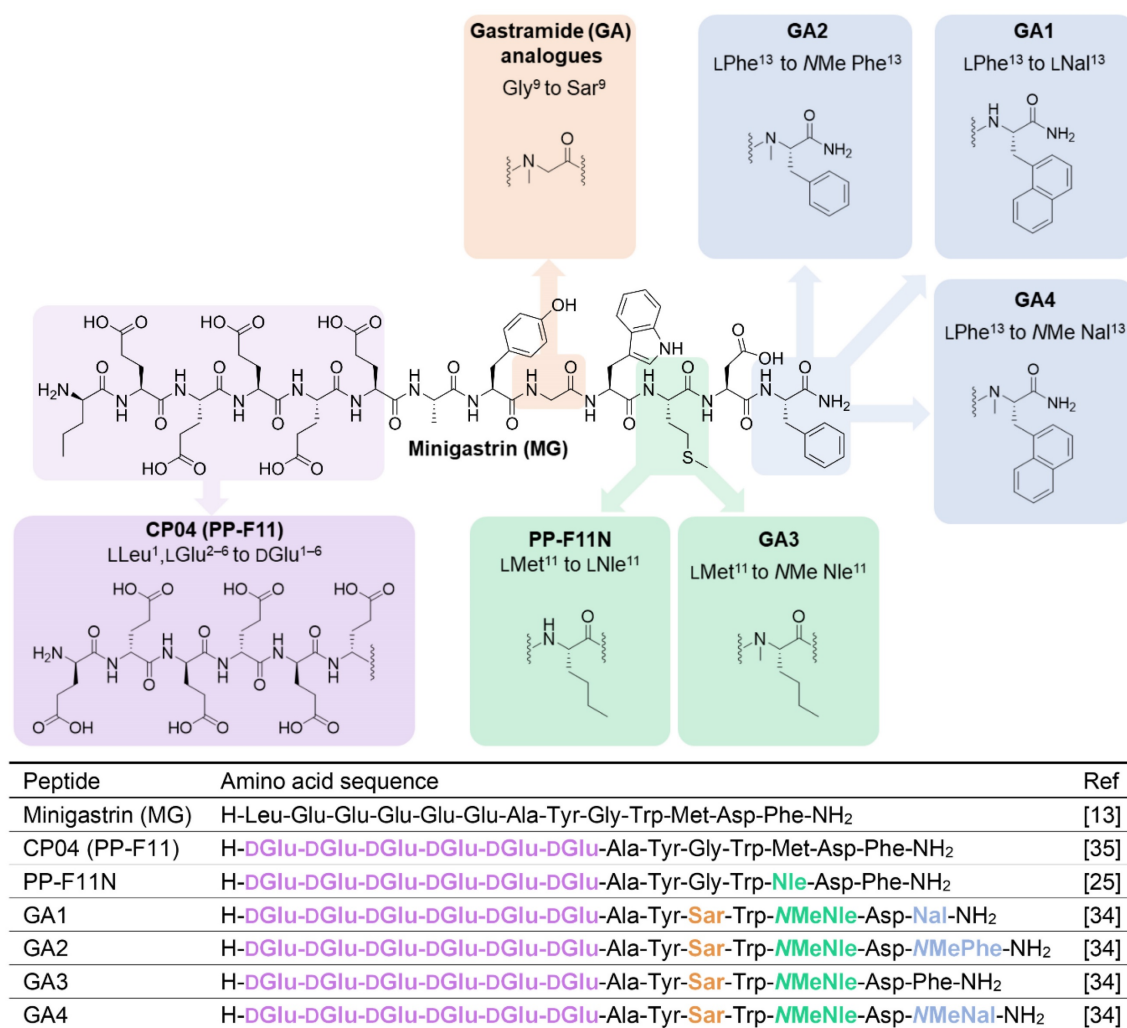 Gastramide (GA)
analogues
Gly⁹ to Sar⁹
N
O
GA2
LPhe¹³ to NMe Phe¹³
O
N
NH₂
GA1
LPhe¹³ to LNal¹³
H
N
O
NH₂
GA4
LPhe¹³ to NMe Nal¹³
O
N
NH₂
Minigastrin (MG)
CP04 (PP-F11)
LLeu¹,LGlu²⁻⁶ to DGlu¹⁻⁶
PP-F11N
LMet¹¹ to LNle¹¹
H
N
O
GA3
LMet¹¹ to NMe Nle¹¹
O
N
Peptide Amino acid sequence Ref
Minigastrin (MG) H-Leu-Glu-Glu-Glu-Glu-Glu-Ala-Tyr-Gly-Trp-Met-Asp-Phe-NH₂ [13]
CP04 (PP-F11) H-DGlu-DGlu-DGlu-DGlu-DGlu-DGlu-Ala-Tyr-Gly-Trp-Met-Asp-Phe-NH₂ [35]
PP-F11N H-DGlu-DGlu-DGlu-DGlu-DGlu-DGlu-Ala-Tyr-Gly-Trp-Nle-Asp-Phe-NH₂ [25]
GA1 H-DGlu-DGlu-DGlu-DGlu-DGlu-DGlu-Ala-Tyr-Sar-Trp-NMeNle-Asp-Nal-NH₂ [34]
GA2 H-DGlu-DGlu-DGlu-DGlu-DGlu-DGlu-Ala-Tyr-Sar-Trp-NMeNle-Asp-NMePhe-NH₂ [34]
GA3 H-DGlu-DGlu-DGlu-DGlu-DGlu-DGlu-Ala-Tyr-Sar-Trp-NMeNle-Asp-Phe-NH₂ [34]
GA4 H-DGlu-DGlu-DGlu-DGlu-DGlu-DGlu-Ala-Tyr-Sar-Trp-NMeNle-Asp-NMeNal-NH₂ [34]